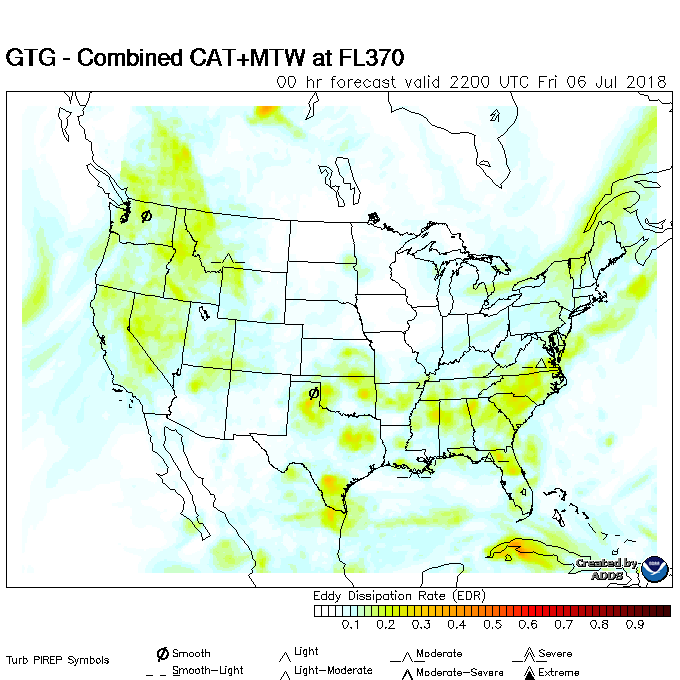 GTG - Combined CAT+MTW at FL370
00 hr forecast valid 2200 UTC Fri 06 Jul 2018
Created by
ADDS
Eddy Dissipation Rate (EDR)
0.1 0.2 0.3 0.4 0.5 0.6 0.7 0.8 0.9
Turb PIREP Symbols
Smooth Light Moderate Severe
Smooth-Light Light-Moderate Moderate-Severe Extreme